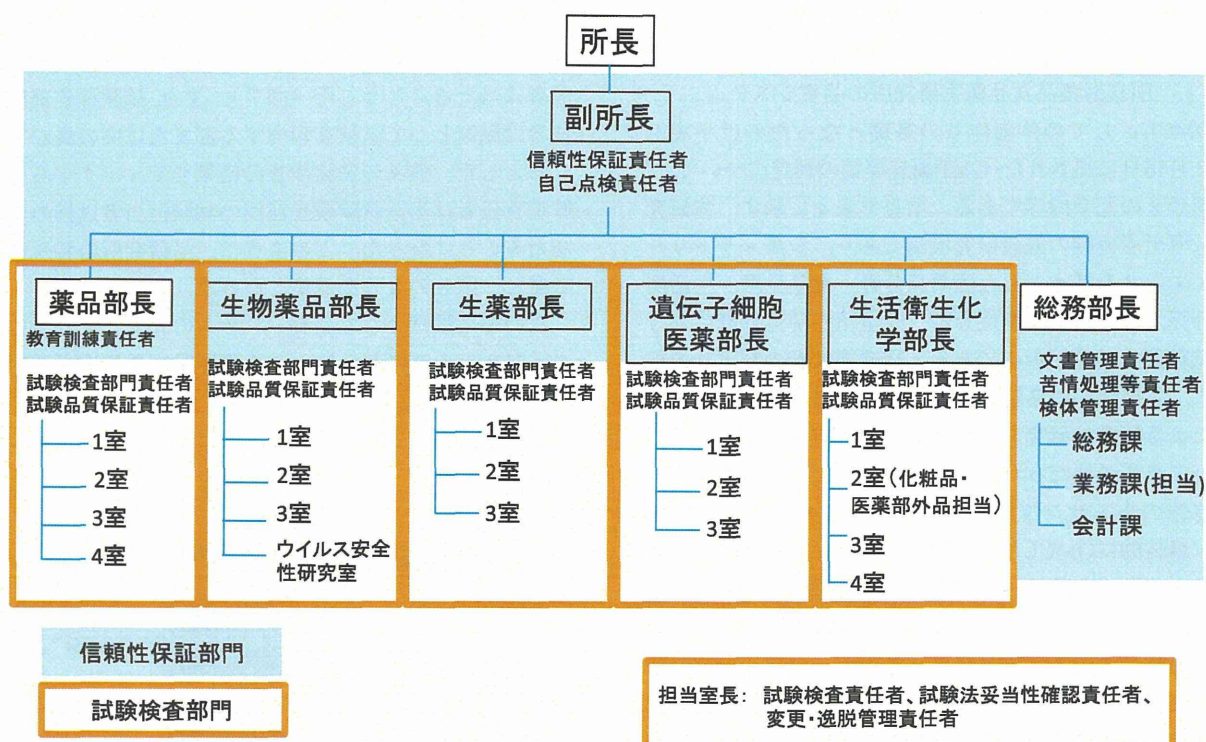 所長
副所長
信頼性保証責任者
自己点検責任者
薬品部長
教育訓練責任者
試験検査部門責任者
試験品質保証責任者
1室
2室
3室
4室
生物薬品部長
試験検査部門責任者
試験品質保証責任者
1室
2室
3室
ウイルス安全
性研究室
生薬部長
試験検査部門責任者
試験品質保証責任者
1室
2室
3室
遺伝子細胞
医薬部長
試験検査部門責任者
試験品質保証責任者
1室
2室
3室
生活衛生化
学部長
試験検査部門責任者
試験品質保証責任者
1室
2室(化粧品・
医薬部外品担当)
3室
4室
総務部長
文書管理責任者
苦情処理等責任者
検体管理責任者
総務課
業務課(担当)
会計課
信頼性保証部門
試験検査部門
担当室長: 試験検査責任者、試験法妥当性確認責任者、
変更・逸脱管理責任者